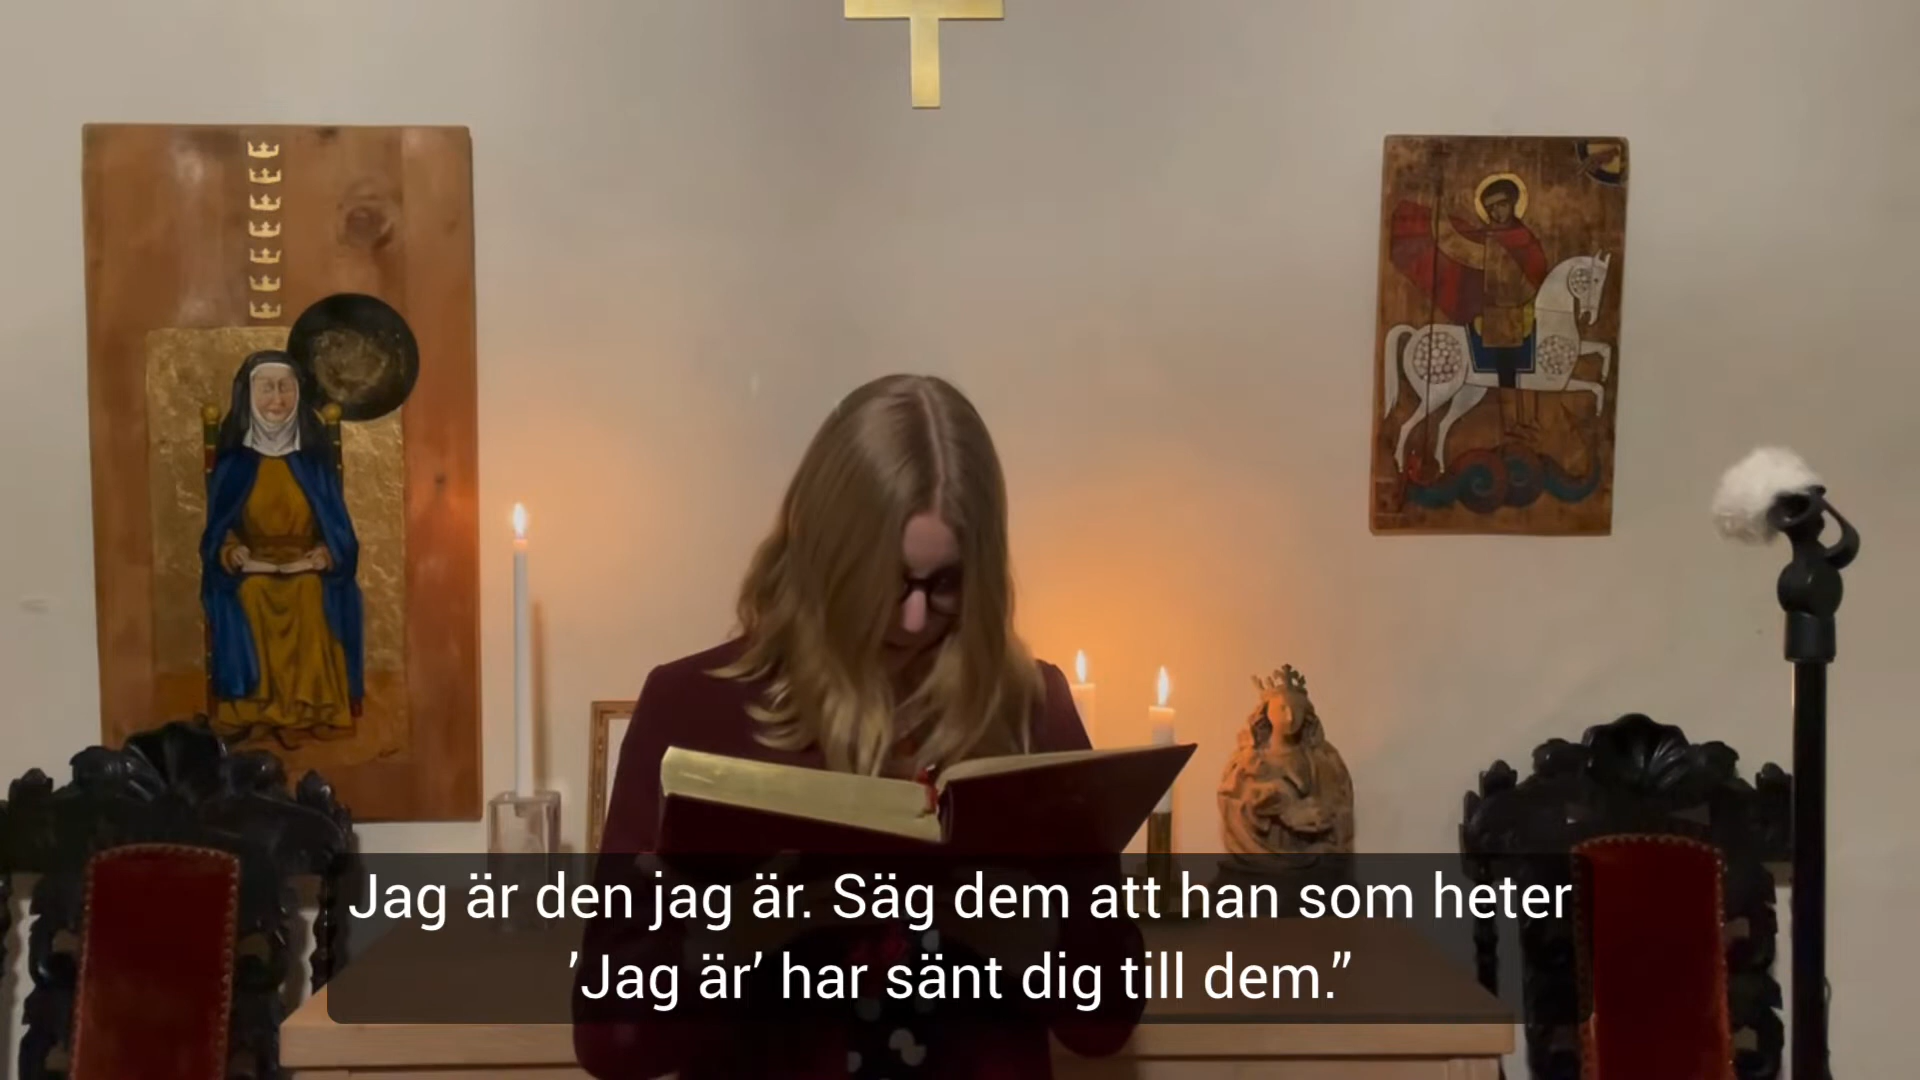 Jag är den jag är. Säg dem att han som heter
’Jag är’ har sänt dig till dem.”